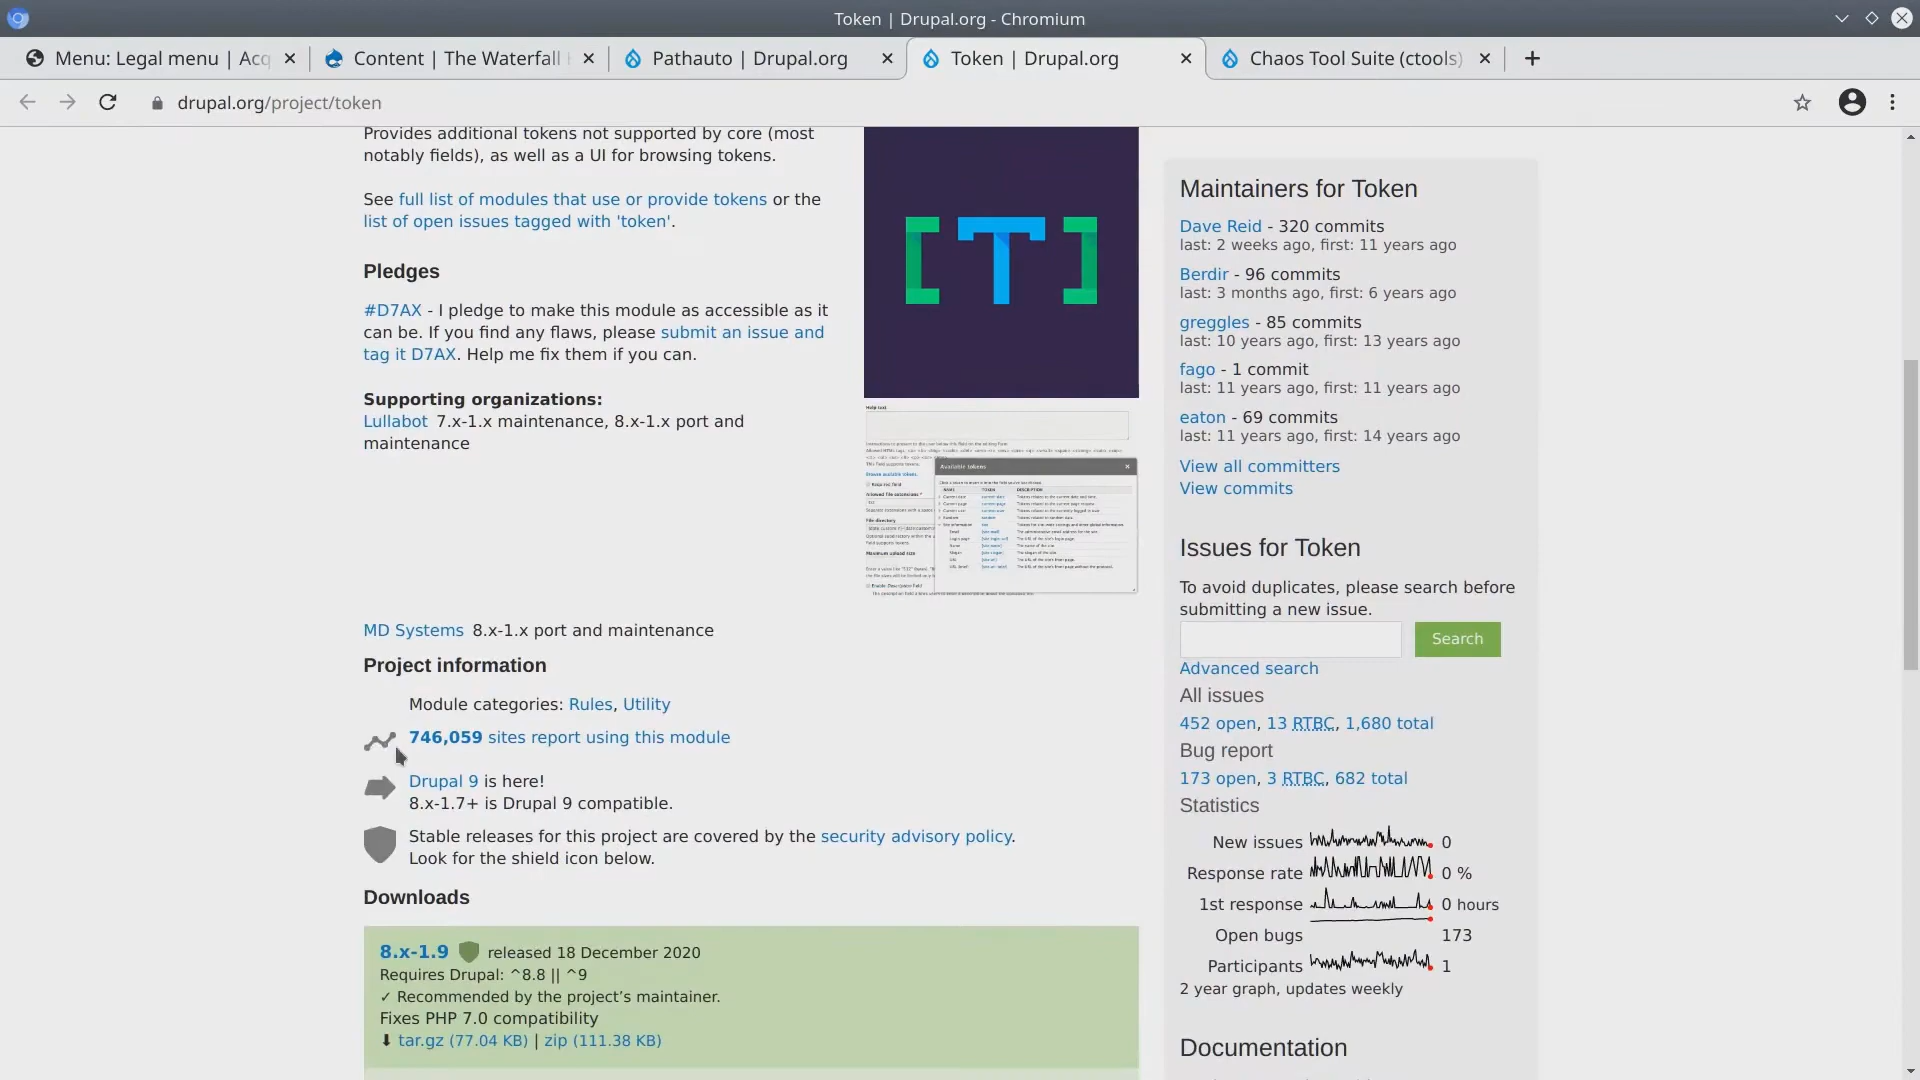 Token | Drupal.org - Chromium
Menu: Legal menu | Acq
Content | The Waterfall
Pathauto | Drupal.org
Token | Drupal.org
Chaos Tool Suite (ctools)
drupal.org/project/token
Provides additional tokens not supported by core (most
notably fields), as well as a UI for browsing tokens.
See full list of modules that use or provide tokens or the
list of open issues tagged with 'token'.
Pledges
#D7AX - I pledge to make this module as accessible as it
can be. If you find any flaws, please submit an issue and
tag it D7AX. Help me fix them if you can.
Supporting organizations:
Lullabot 7.x-1.x maintenance, 8.x-1.x port and
maintenance
[T]
Help text
Available tokens
NAME TOKEN DESCRIPTION
File directory
Maximum upload size
MD Systems 8.x-1.x port and maintenance
Project information
Module categories: Rules, Utility
746,059 sites report using this module
Drupal 9 is here!
8.x-1.7+ is Drupal 9 compatible.
Stable releases for this project are covered by the security advisory policy.
Look for the shield icon below.
Downloads
8.x-1.9 released 18 December 2020
Requires Drupal: ^8.8 || ^9
✓ Recommended by the project's maintainer.
Fixes PHP 7.0 compatibility
⬇ tar.gz (77.04 KB) | zip (111.38 KB)
Maintainers for Token
Dave Reid - 320 commits
last: 2 weeks ago, first: 11 years ago
Berdir - 96 commits
last: 3 months ago, first: 6 years ago
greggles - 85 commits
last: 10 years ago, first: 13 years ago
fago - 1 commit
last: 11 years ago, first: 11 years ago
eaton - 69 commits
last: 11 years ago, first: 14 years ago
View all committers
View commits
Issues for Token
To avoid duplicates, please search before
submitting a new issue.
Search
Advanced search
All issues
452 open, 13 RTBC, 1,680 total
Bug report
173 open, 3 RTBC, 682 total
Statistics
New issues 0
Response rate 0 %
1st response 0 hours
Open bugs 173
Participants 1
2 year graph, updates weekly
Documentation